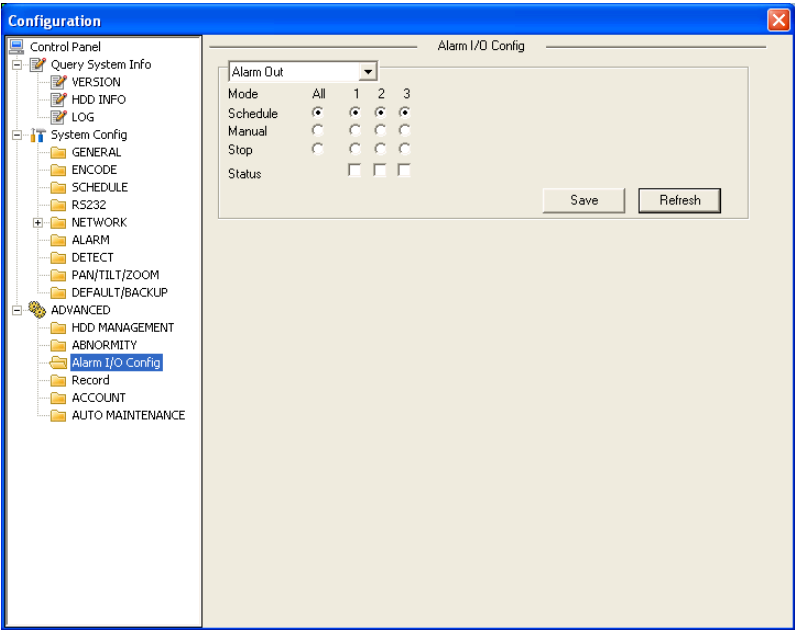 Configuration
Control Panel
Query System Info
VERSION
HDD INFO
LOG
System Config
GENERAL
ENCODE
SCHEDULE
RS232
NETWORK
ALARM
DETECT
PAN/TILT/ZOOM
DEFAULT/BACKUP
ADVANCED
HDD MANAGEMENT
ABNORMITY
Alarm I/O Config
Record
ACCOUNT
AUTO MAINTENANCE
Alarm I/O Config
Alarm Out
Mode All 1 2 3
Schedule
Manual
Stop
Status
Save Refresh